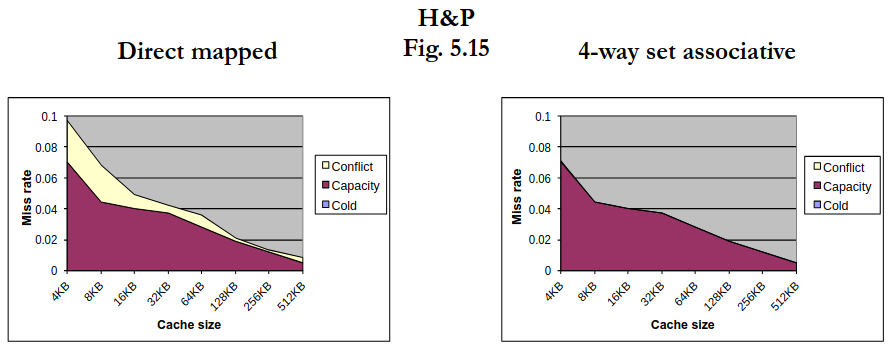 H&P
Fig. 5.15
Direct mapped
4-way set associative
0.1
0.08
0.06
0.04
0.02
0
Miss rate
4KB
8KB
16KB
32KB
64KB
128KB
256KB
512KB
Cache size
Conflict
Capacity
Cold
0.1
0.08
0.06
0.04
0.02
0
Miss rate
4KB
8KB
16KB
32KB
64KB
128KB
256KB
512KB
Cache size
Conflict
Capacity
Cold